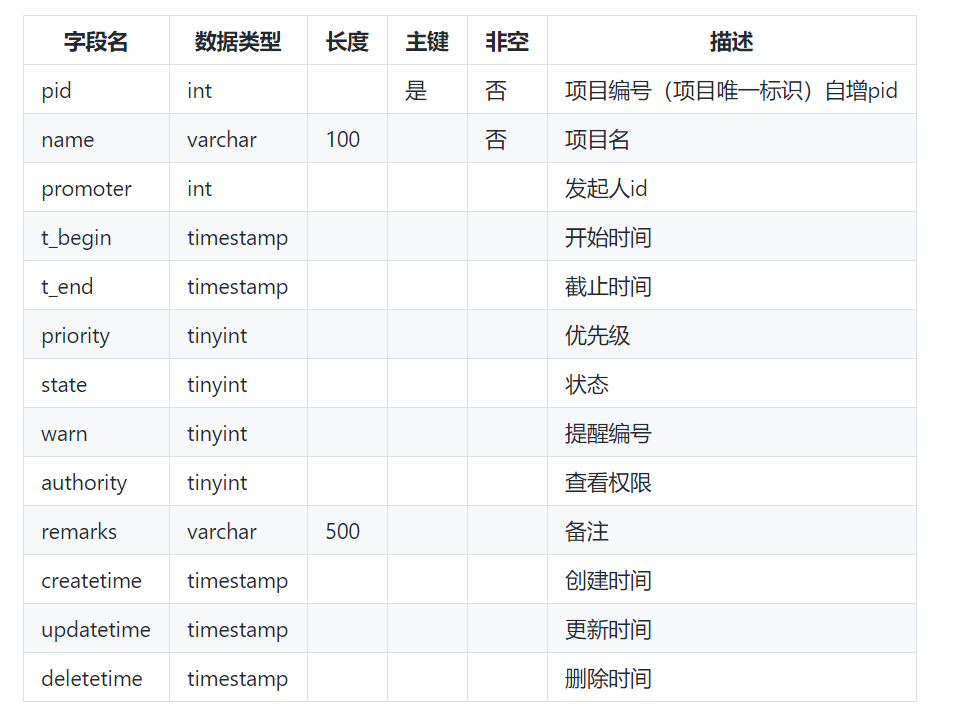 字段名 数据类型 长度 主键 非空 描述
pid int 是 否 项目编号（项目唯一标识）自增pid
name varchar 100 否 项目名
promoter int 发起人id
t_begin timestamp 开始时间
t_end timestamp 截止时间
priority tinyint 优先级
state tinyint 状态
warn tinyint 提醒编号
authority tinyint 查看权限
remarks varchar 500 备注
createtime timestamp 创建时间
updatetime timestamp 更新时间
deletetime timestamp 删除时间